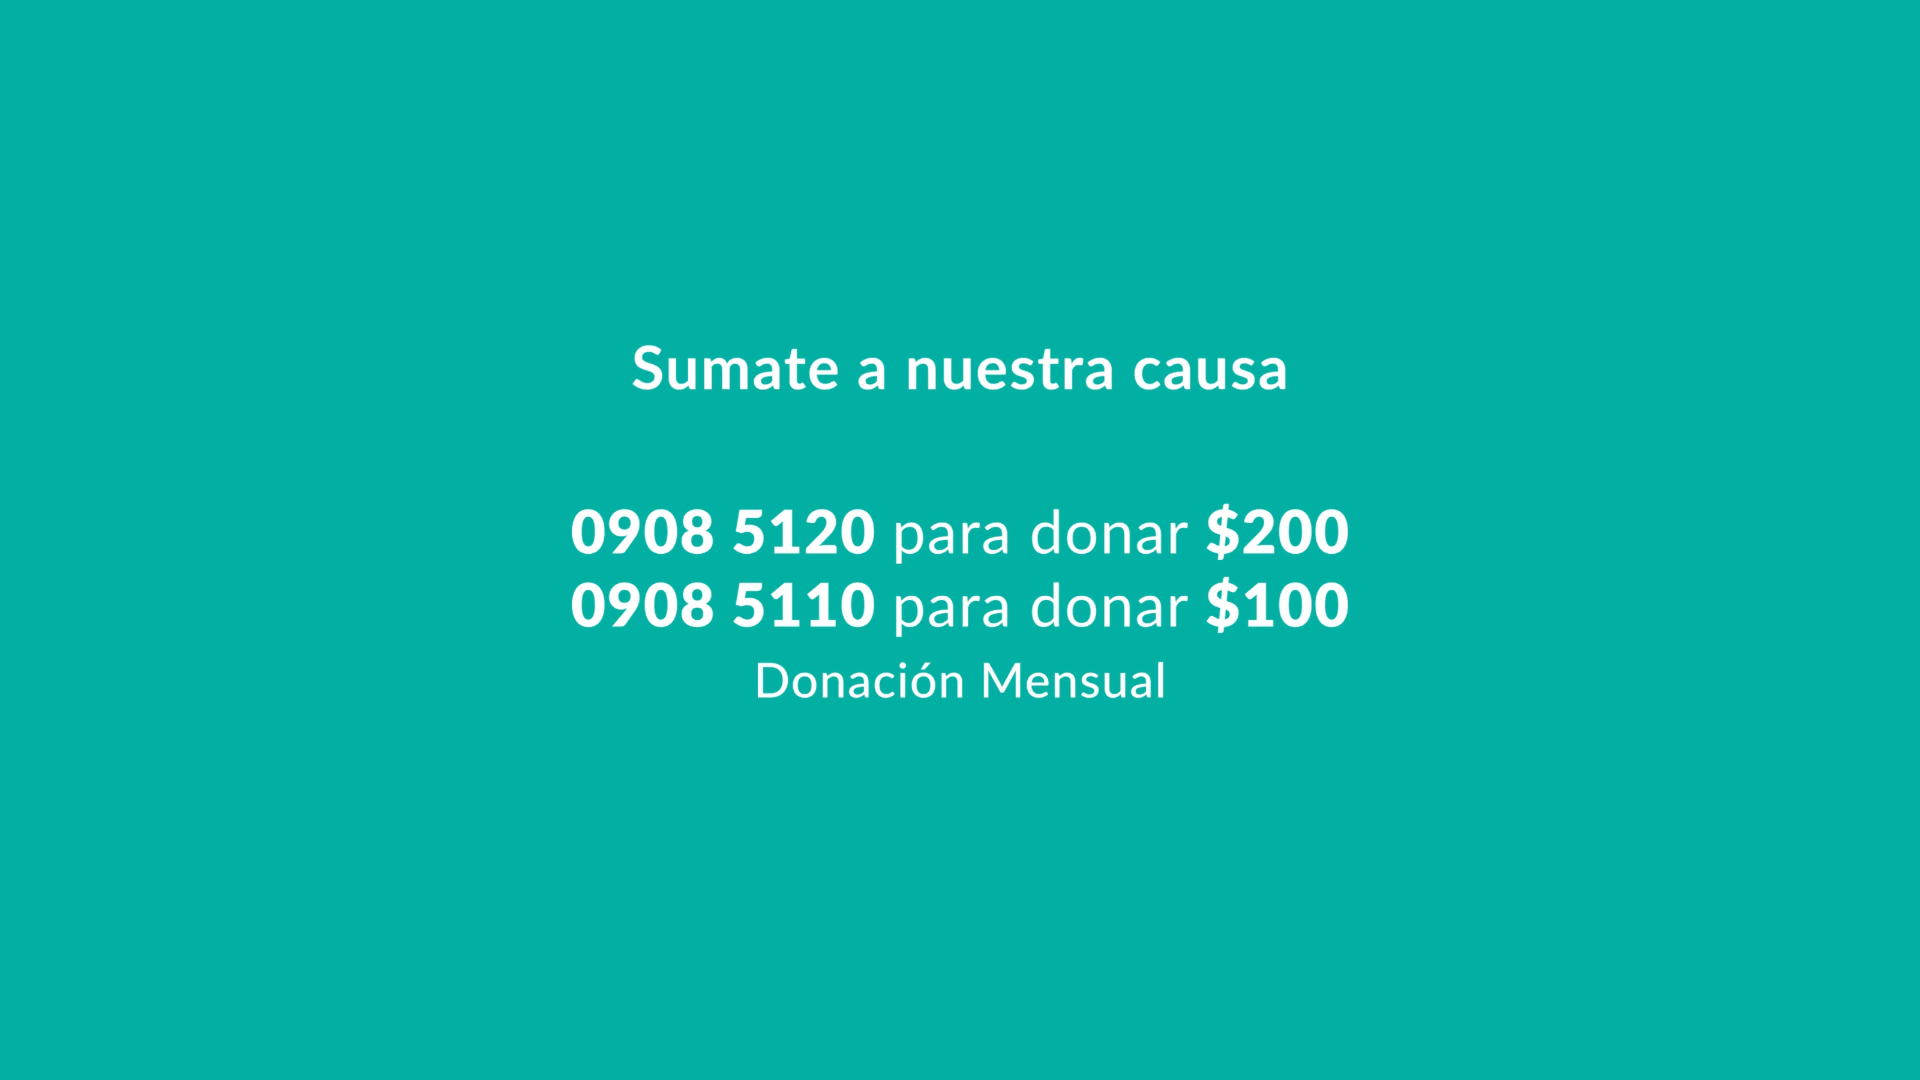 Sumate a nuestra causa
0908 5120 para donar $200
0908 5110 para donar $100
Donación Mensual